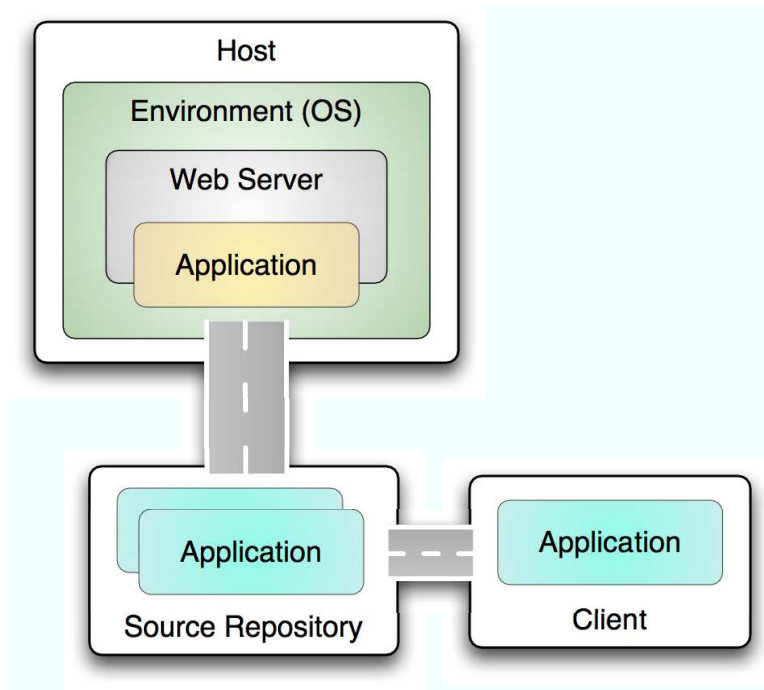 Host
Environment (OS)
Web Server
Application
Application
Source Repository
Application
Client